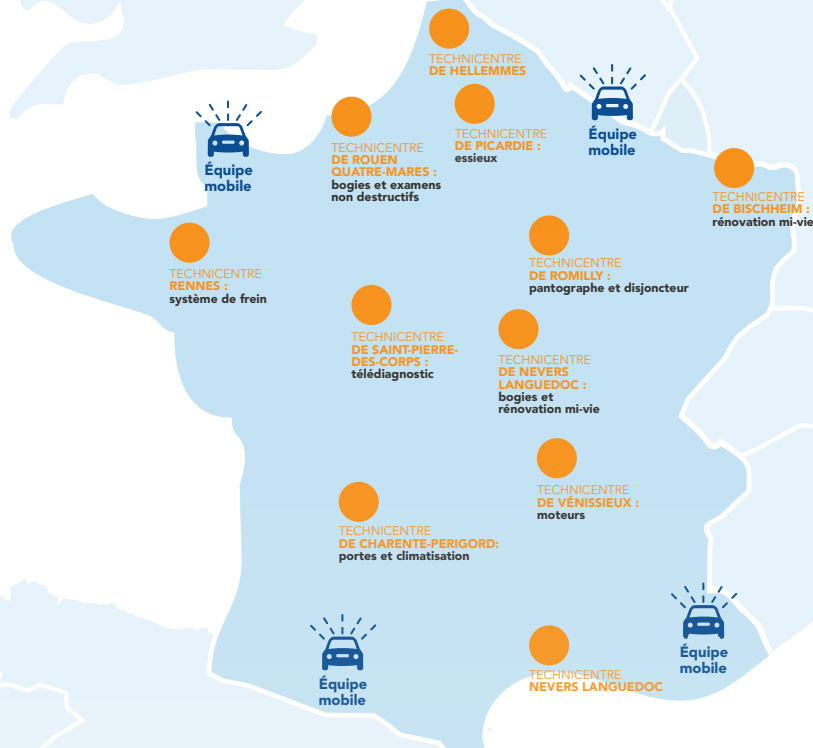 TECHNICENTRE
DE HELLEMMES
TECHNICENTRE
DE PICARDIE :
essieux
Équipe
mobile
Équipe
mobile
TECHNICENTRE
DE ROUEN
QUATRE-MARES :
bogies et examens
non destructifs
TECHNICENTRE
DE BISCHHEIM :
rénovation mi-vie
TECHNICENTRE
RENNES :
système de frein
TECHNICENTRE
DE ROMILLY :
pantographe et disjoncteur
TECHNICENTRE
DE SAINT-PIERRE-
DES-CORPS :
télédiagnostic
TECHNICENTRE
DE NEVERS
LANGUEDOC :
bogies et
rénovation mi-vie
TECHNICENTRE
DE VÉNISSIEUX :
moteurs
TECHNICENTRE
DE CHARENTE-PERIGORD:
portes et climatisation
Équipe
mobile
TECHNICENTRE
NEVERS LANGUEDOC
Équipe
mobile